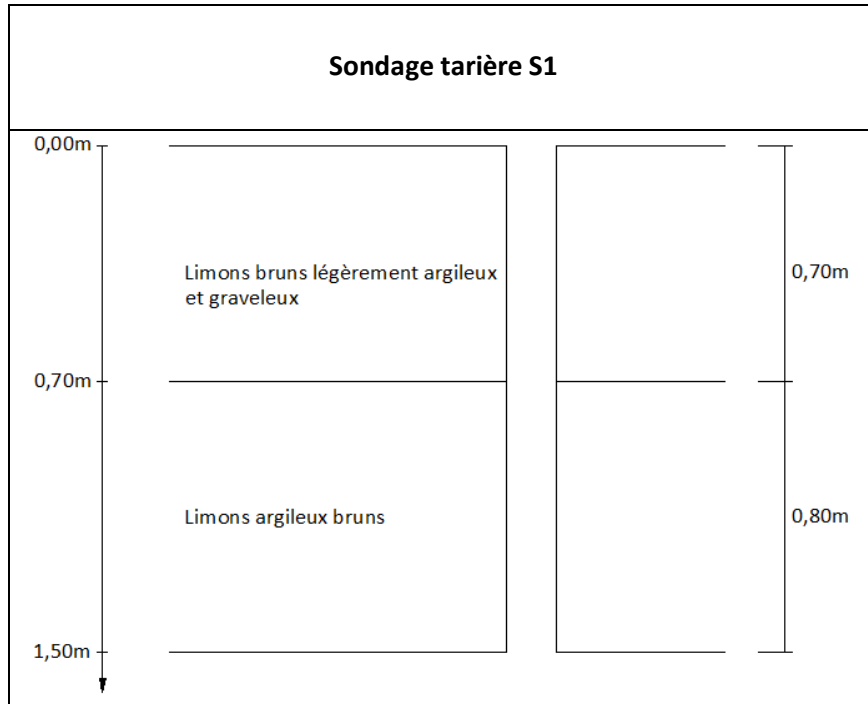 Sondage tarière S1
0,00m
Limons bruns légèrement argileux
et graveleux
0,70m
0,70m
Limons argileux bruns
0,80m
1,50m